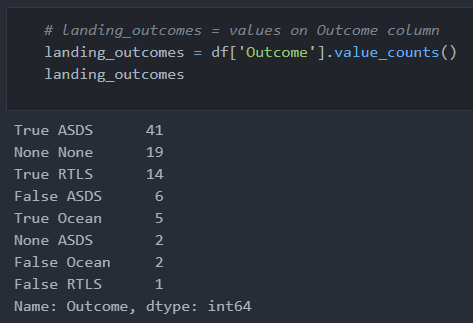 # landing_outcomes = values on Outcome column
landing_outcomes = df['Outcome'].value_counts()
landing_outcomes
True ASDS 41
None None 19
True RTLS 14
False ASDS 6
True Ocean 5
None ASDS 2
False Ocean 2
False RTLS 1
Name: Outcome, dtype: int64